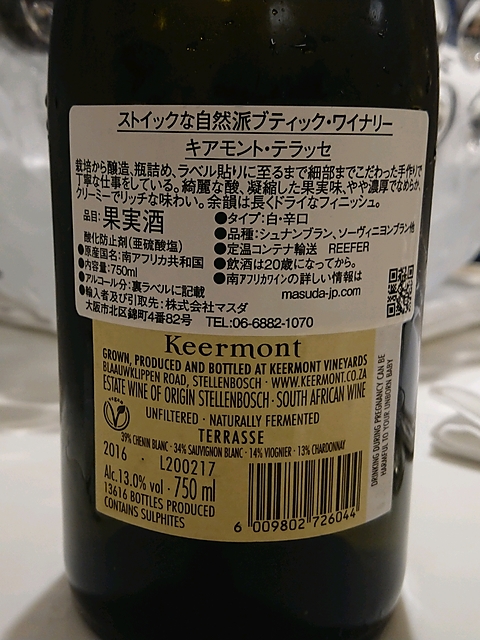 ストイックな自然派ブティック・ワイナリー
キアモント・テラッセ
栽培から醸造、瓶詰め、ラベル貼りに至るまで細部までこだわった手作りで
丁寧な仕事をしている。綺麗な酸、凝縮した果実味、やや濃厚でなめらか、
クリーミーでリッチな味わい。余韻は長くドライなフィニッシュ。
品目:果実酒
酸化防止剤(亜硫酸塩)
●原産国名:南アフリカ共和国
●内容量:750ml
●アルコール分:裏ラベルに記載
●輸入者及び引取先:株式会社マスダ
大阪市北区錦町4番82号 TEL:06-6882-1070
●タイプ:白・辛口
●品種:シュナンブラン、ソーヴィニヨンブラン他
●定温コンテナ輸送 REEFER
●飲酒は20歳になってから。
●南アフリカワインの詳しい情報は
masuda-jp.com
Keermont
GROWN, PRODUCED AND BOTTLED AT KEERMONT VINEYARDS
BLAAUWKLIPPEN ROAD, STELLENBOSCH · WWW.KEERMONT.CO.ZA
ESTATE WINE OF ORIGIN STELLENBOSCH · SOUTH AFRICAN WINE
VEGAN
UNFILTERED · NATURALLY FERMENTED
TERRASSE
39% CHENIN BLANC · 34% SAUVIGNON BLANC · 14% VIOGNIER · 13% CHARDONNAY
2016 L200217
Alc.13.0% vol · 750 ml
13616 BOTTLES PRODUCED
CONTAINS SULPHITES
6 009802 726044
DRINKING DURING PREGNANCY CAN BE
HARMFUL TO YOUR UNBORN BABY